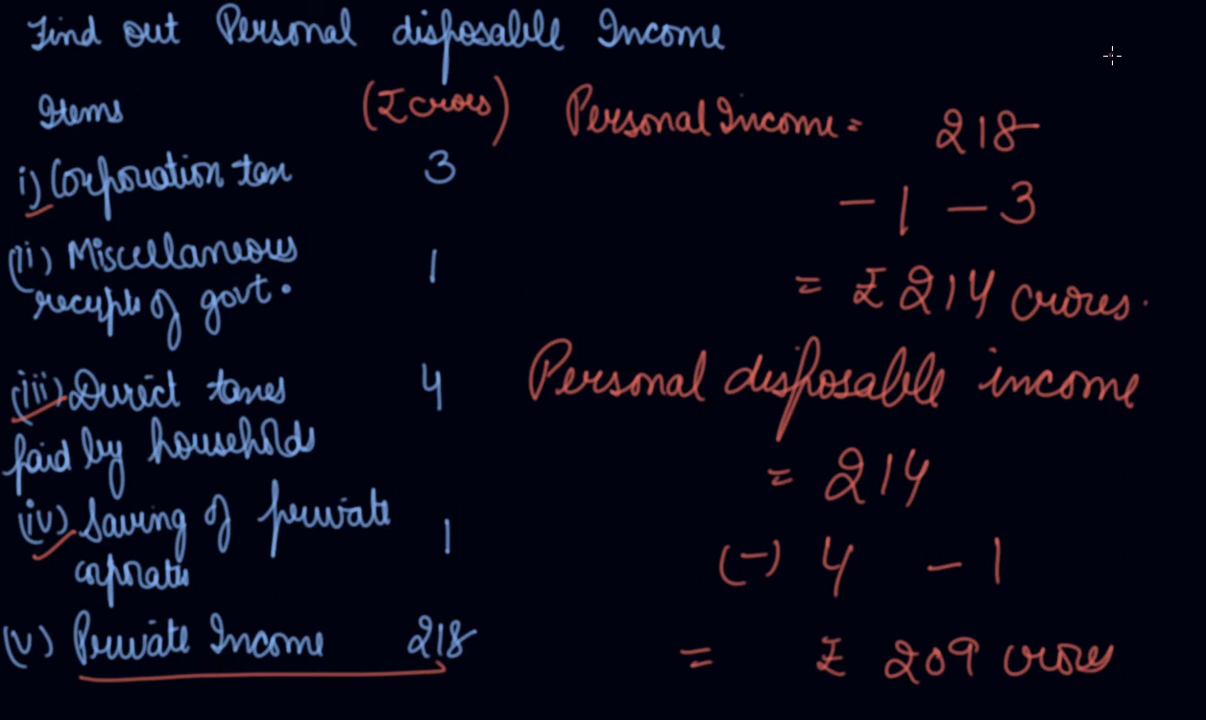 Find out Personal disposable Income
Items (₹ crores)
i) Corporation tax 3
(ii) Miscellaneous
receipts of govt. 1
(iii) Direct taxes 4
paid by households
(iv) Saving of private
corporates 1
(v) Private Income 218
Personal Income = 218
- 1 - 3
= ₹ 214 crores.
Personal disposable income
= 214
(-) 4 - 1
= ₹ 209 crores